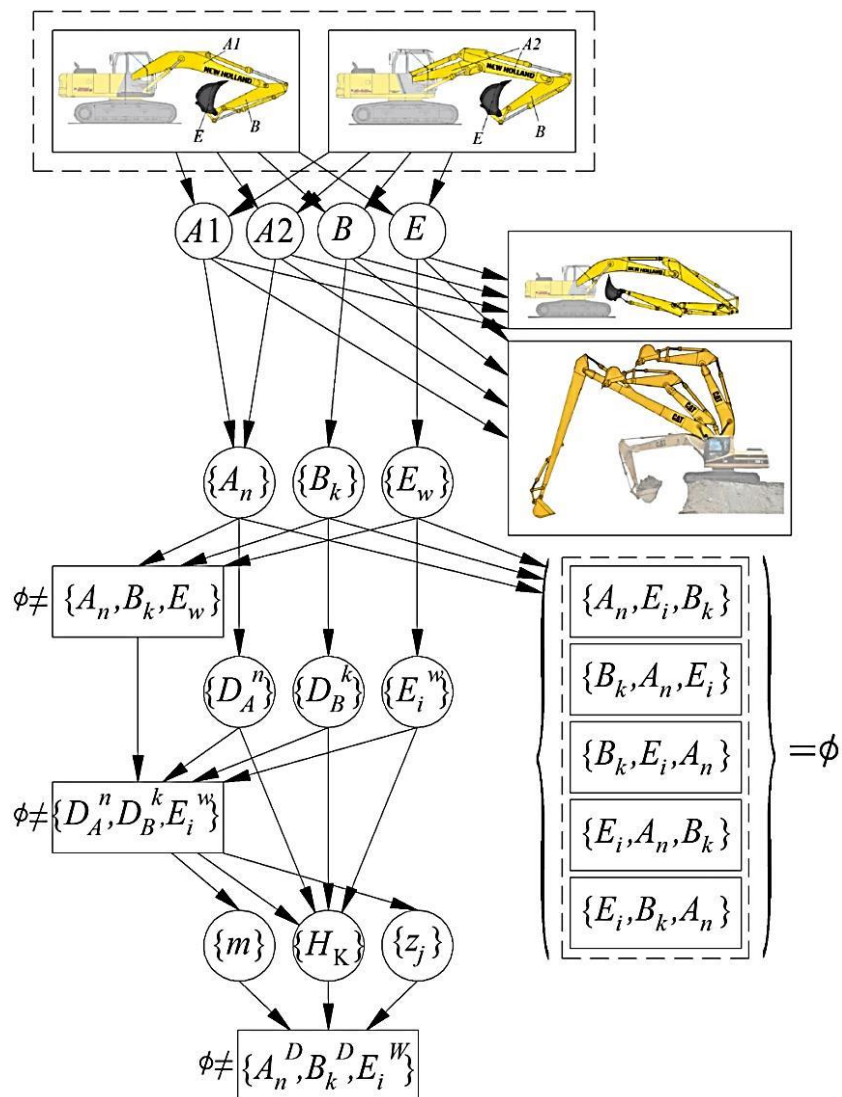 A1
NEW HOLLAND
E
B
A2
NEW HOLLAND
E
B
A1 A2 B E
NEW HOLLAND
CAT
CAT
CAT
{A_n} {B_k} {E_w}
ϕ≠ {A_n,B_k,E_w}
{D_A^n} {D_B^k} {E_i^w}
ϕ≠ {D_A^n,D_B^k,E_i^w}
{m} {H_K} {z_j}
ϕ≠ {A_n^D,B_k^D,E_i^W}
{A_n,E_i,B_k}
{B_k,A_n,E_i}
{B_k,E_i,A_n} =ϕ
{E_i,A_n,B_k}
{E_i,B_k,A_n}